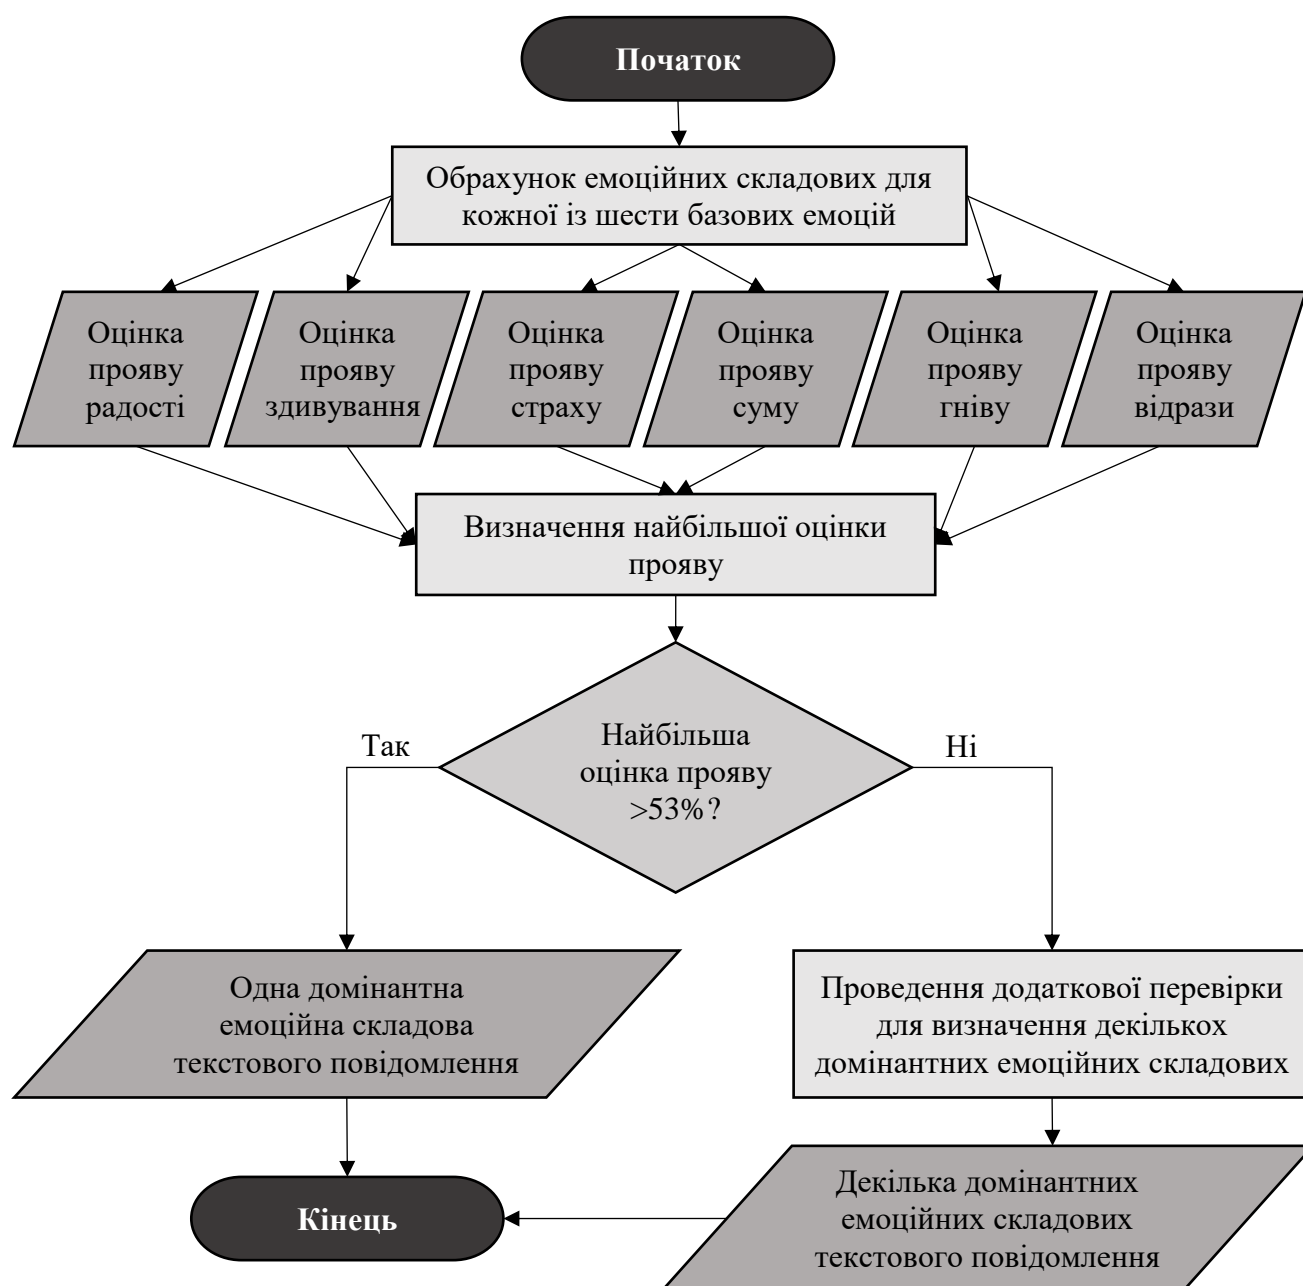 Початок
Обрахунок емоційних складових для
кожної із шести базових емоцій
Оцінка
прояву
радості
Оцінка
прояву
здивування
Оцінка
прояву
страху
Оцінка
прояву
суму
Оцінка
прояву
гніву
Оцінка
прояву
відрази
Визначення найбільшої оцінки
прояву
Найбільша
оцінка прояву
>53%?
Так
Ні
Одна домінантна
емоційна складова
текстового повідомлення
Проведення додаткової перевірки
для визначення декількох
домінантних емоційних складових
Декілька домінантних
емоційних складових
текстового повідомлення
Кінець